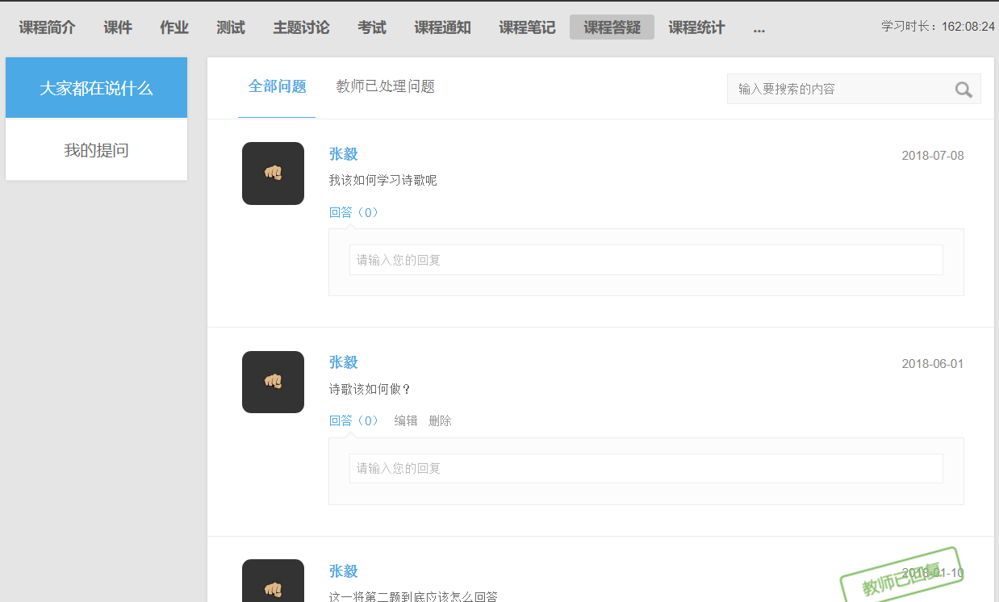 课程简介 课件 作业 测试 主题讨论 考试 课程通知 课程笔记 课程答疑 课程统计 ... 学习时长：162:08:24
大家都在说什么
我的提问
全部问题 教师已处理问题 输入要搜索的内容
张毅 2018-07-08
我该如何学习诗歌呢
回答（0）
请输入您的回复
张毅 2018-06-01
诗歌该如何做？
回答（0） 编辑 删除
请输入您的回复
张毅 2018-01-10
教师已回复
这一将第二题到底应该怎么回答